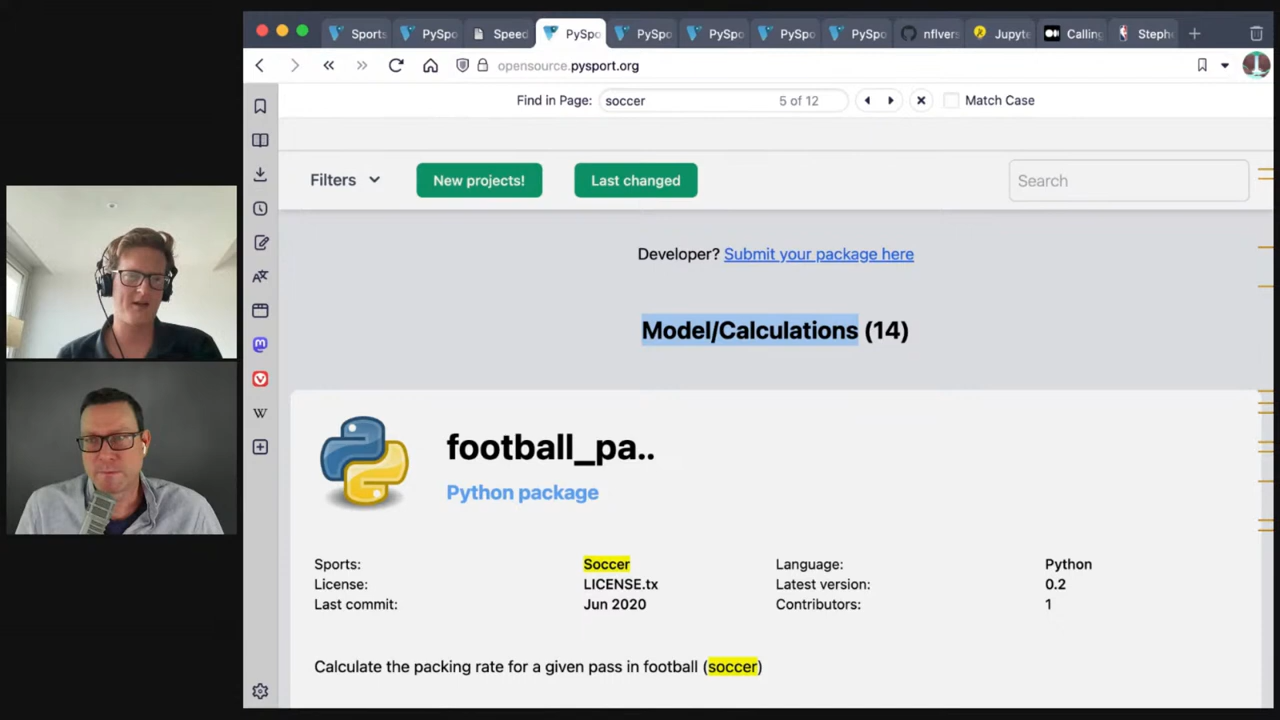 Sports
PySpo
Speed
PySpo
PySpo
PySpo
PySpo
PySpo
nflvers
Jupyte
Calling
Steph
opensource.pysport.org
Find in Page:
soccer
5 of 12
Match Case
Filters
New projects!
Last changed
Search
Developer? Submit your package here
Model/Calculations (14)
football_pa..
Python package
Sports: Soccer Language: Python
License: LICENSE.tx Latest version: 0.2
Last commit: Jun 2020 Contributors: 1
Calculate the packing rate for a given pass in football (soccer)
W